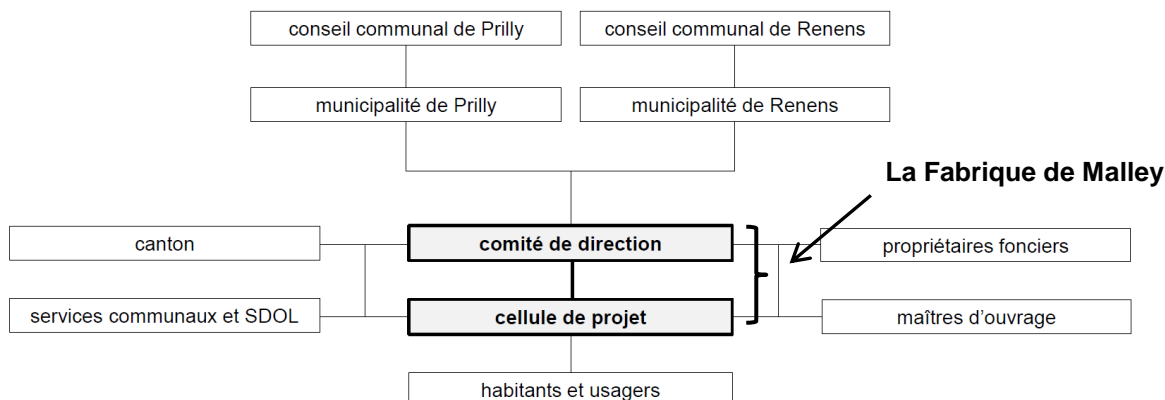 conseil communal de Prilly
conseil communal de Renens
municipalité de Prilly
municipalité de Renens
La Fabrique de Malley
canton
comité de direction
propriétaires fonciers
services communaux et SDOL
cellule de projet
maîtres d'ouvrage
habitants et usagers